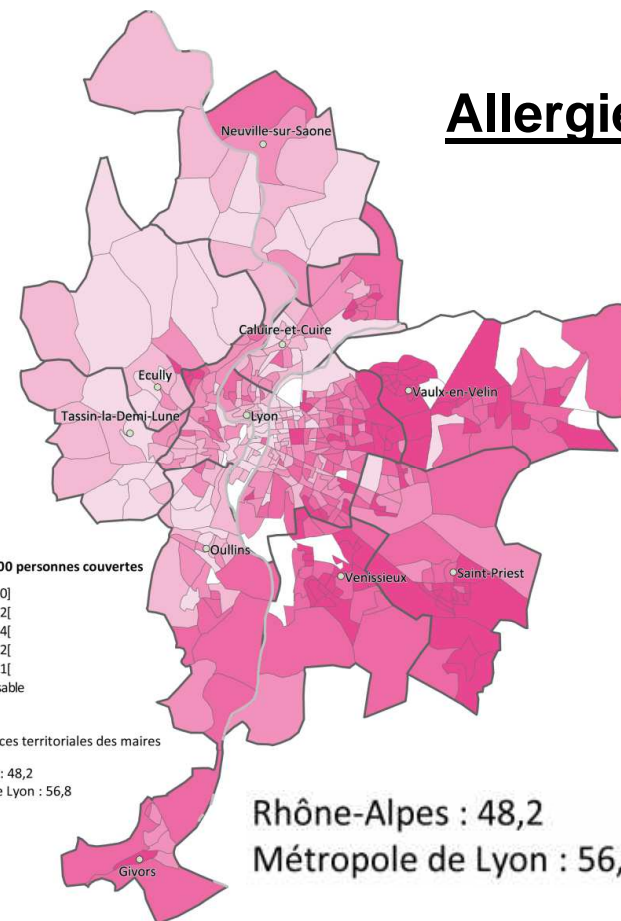 Allergie
Neuville-sur-Saone
Caluire-et-Cuire
Ecully
Vaulx-en-Velin
Tassin-la-Demi-Lune
Lyon
Oullins
00 personnes couvertes
Venissieux
Saint-Priest
0]
2[
4[
2[
1[
sable
ces territoriales des maires
: 48,2
e Lyon : 56,8
Rhône-Alpes : 48,2
Métropole de Lyon : 56,
Givors